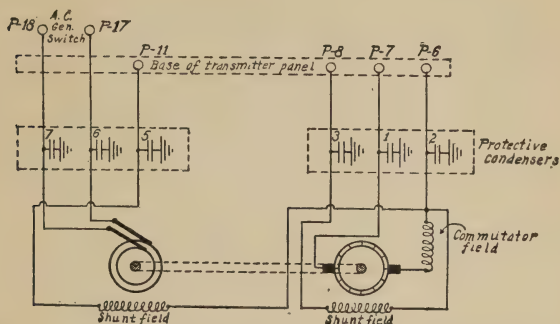 P-18
A.C.
Gen.
Switch
P-17
P-11
P-8
P-7
P-6
Base of transmitter panel
7
6
5
3
1
2
Protective
condensers
Commutator
field
Shunt field
Shunt field